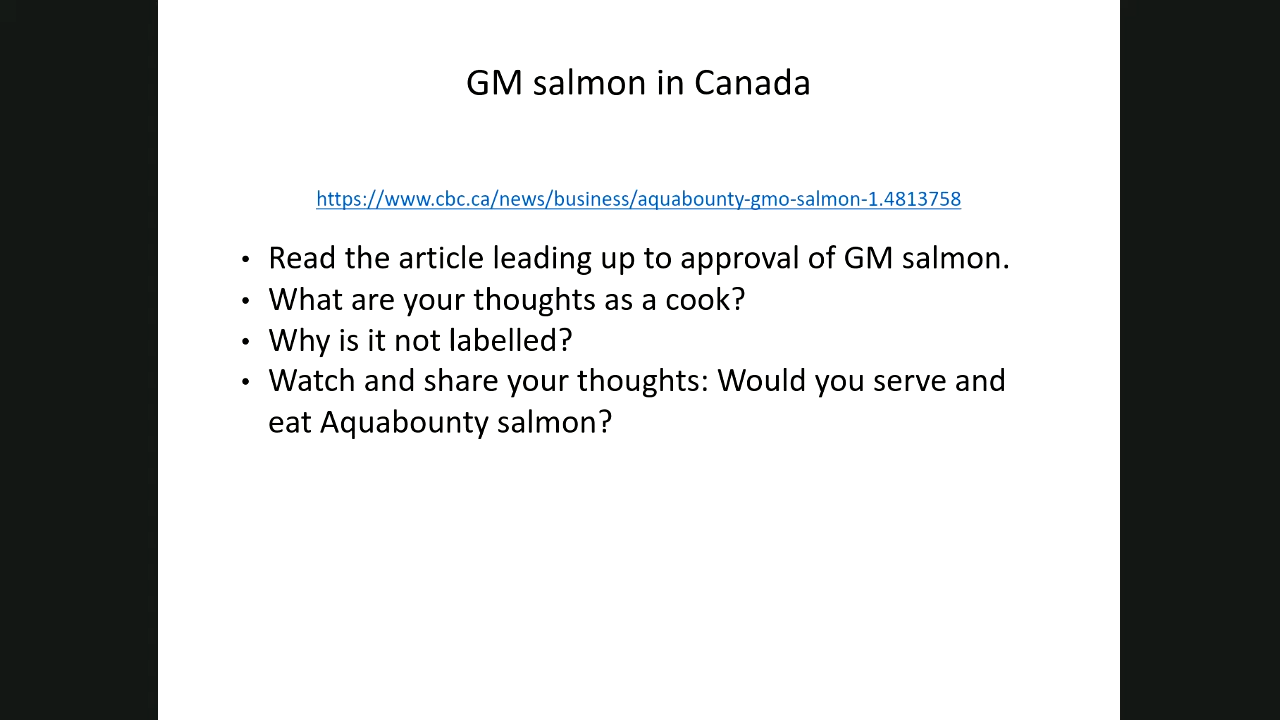 GM salmon in Canada
https://www.cbc.ca/news/business/aquabounty-gmo-salmon-1.4813758
• Read the article leading up to approval of GM salmon.
• What are your thoughts as a cook?
• Why is it not labelled?
• Watch and share your thoughts: Would you serve and
eat Aquabounty salmon?